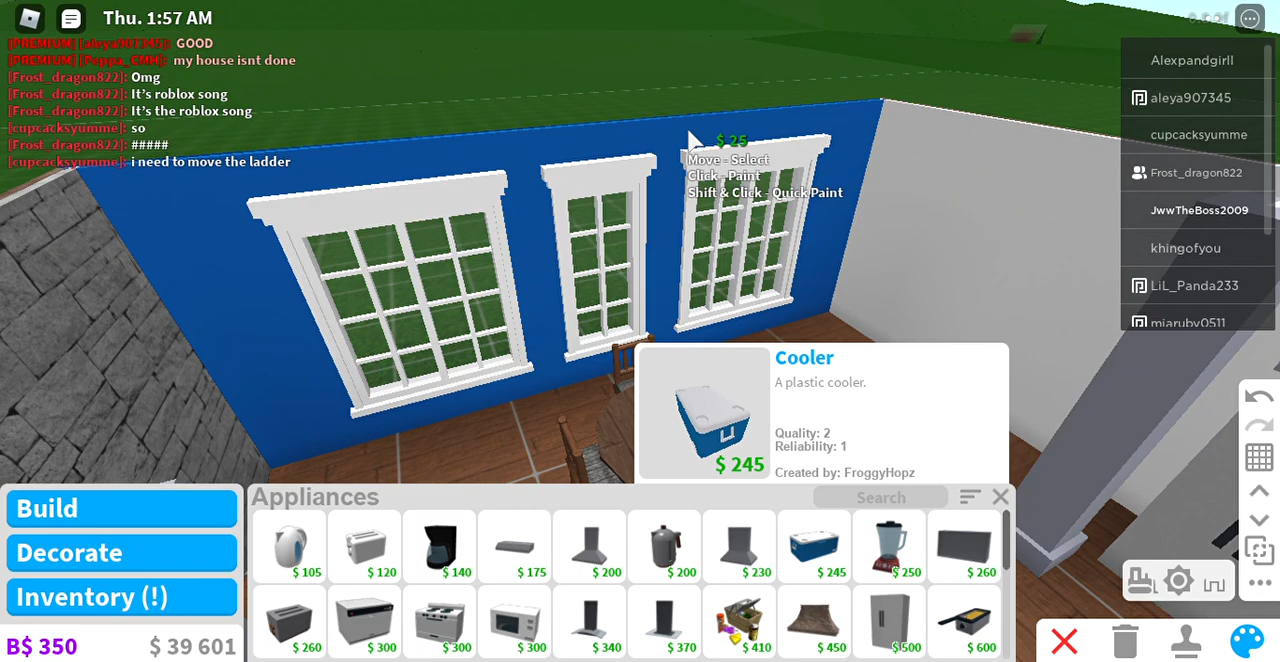 Thu. 1:57 AM
[PREMIUM] [aleya907345]: GOOD
[PREMIUM] [Peppa_CMH]: my house isnt done
[Frost_dragon822]: Omg
[Frost_dragon822]: It's roblox song
[Frost_dragon822]: It's the roblox song
[cupcacksyumme]: so
[Frost_dragon822]: #####
[cupcacksyumme]: i need to move the ladder
$ 25
Move - Select
Click - Paint
Shift & Click - Quick Paint
Alexpandgirll
aleya907345
cupcacksyumme
Frost_dragon822
JwwTheBoss2009
khingofyou
LiL_Panda233
miaruby0511
Cooler
A plastic cooler.
Quality: 2
Reliability: 1
$ 245
Created by: FroggyHopz
Build
Decorate
Inventory (!)
B$ 350
$ 39 601
Appliances
Search
$ 105
$ 120
$ 140
$ 175
$ 200
$ 200
$ 230
$ 245
$ 250
$ 260
$ 260
$ 300
$ 300
$ 300
$ 340
$ 370
$ 410
$ 450
$ 500
$ 600